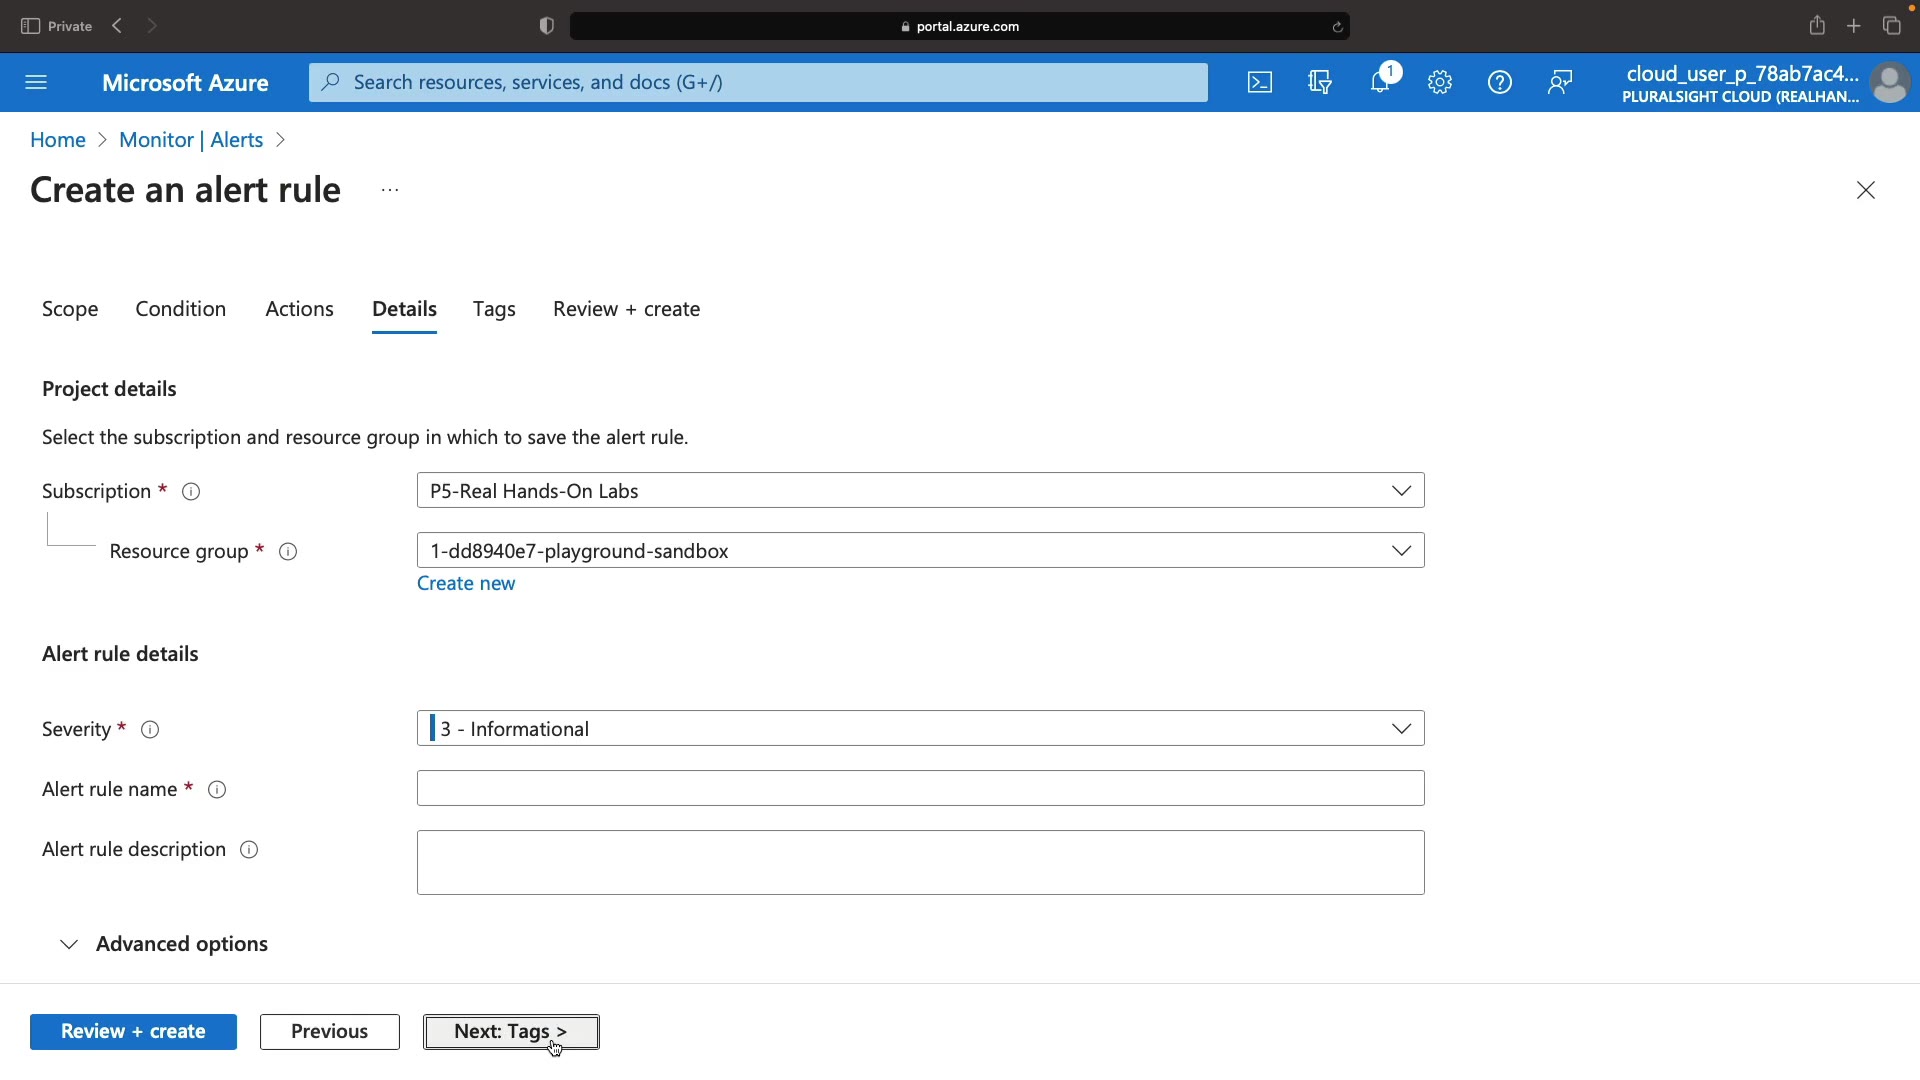 Private
portal.azure.com
Microsoft Azure
Search resources, services, and docs (G+/)
1
cloud_user_p_78ab7ac4...
PLURALSIGHT CLOUD (REALHAN...
Home > Monitor | Alerts >
Create an alert rule ...
Scope Condition Actions Details Tags Review + create
Project details
Select the subscription and resource group in which to save the alert rule.
Subscription * P5-Real Hands-On Labs
Resource group * 1-dd8940e7-playground-sandbox
Create new
Alert rule details
Severity * 3 - Informational
Alert rule name *
Alert rule description
Advanced options
Review + create Previous Next: Tags >